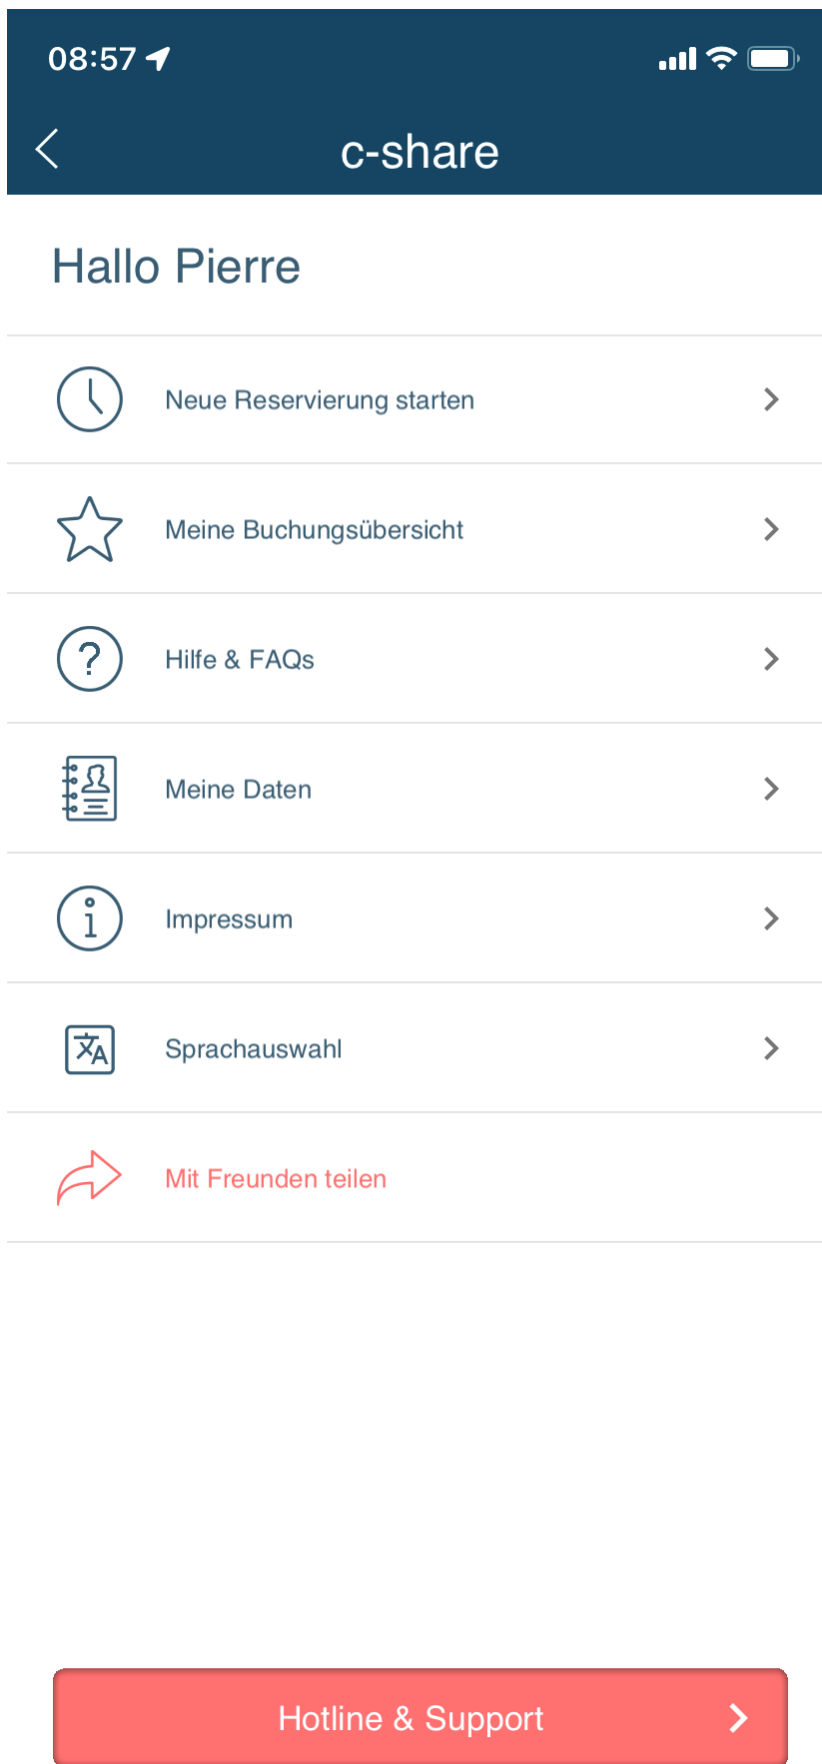 08:57
c-share
Hallo Pierre
Neue Reservierung starten
Meine Buchungsübersicht
Hilfe & FAQs
Meine Daten
Impressum
Sprachauswahl
Mit Freunden teilen
Hotline & Support